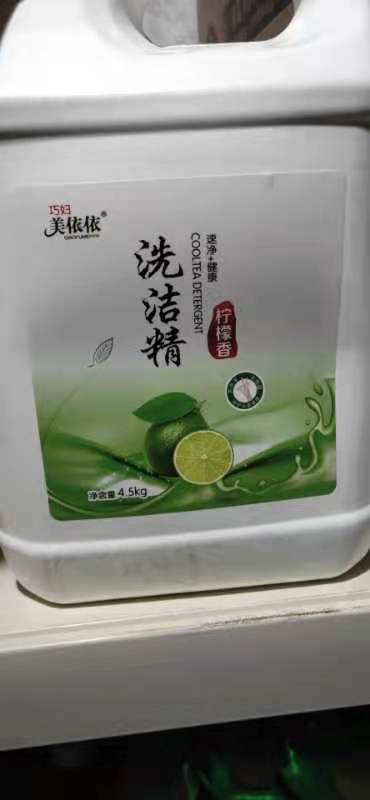 巧妇
美依依®
洗洁精
速净+健康
COOLTEA DETERGENT
柠檬香
净含量 4.5kg